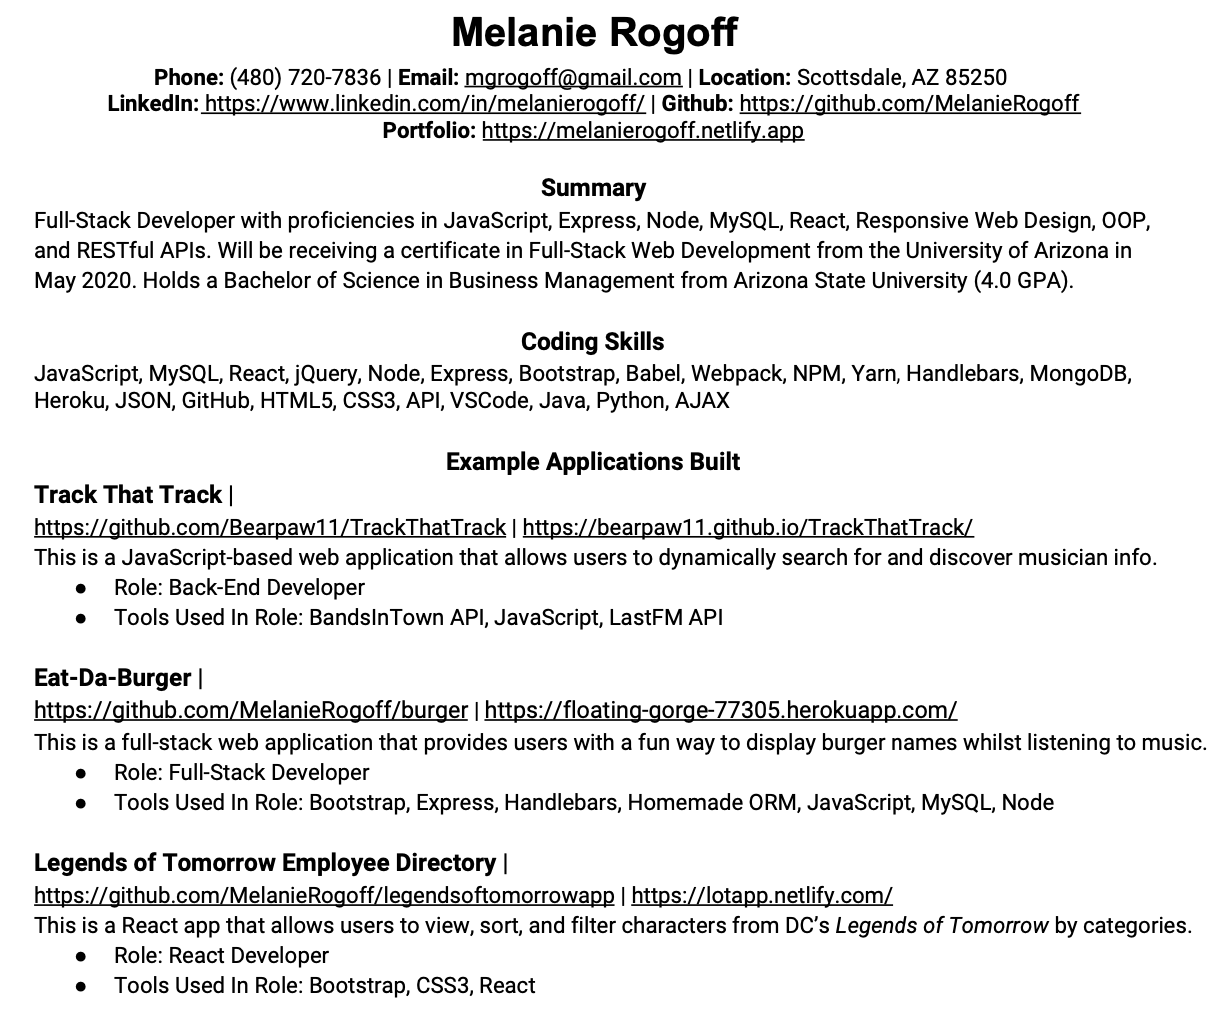 Melanie Rogoff
Phone: (480) 720-7836 | Email: mgrogoff@gmail.com | Location: Scottsdale, AZ 85250
LinkedIn: https://www.linkedin.com/in/melanierogoff/ | Github: https://github.com/MelanieRogoff
Portfolio: https://melanierogoff.netlify.app
Summary
Full-Stack Developer with proficiencies in JavaScript, Express, Node, MySQL, React, Responsive Web Design, OOP,
and RESTful APIs. Will be receiving a certificate in Full-Stack Web Development from the University of Arizona in
May 2020. Holds a Bachelor of Science in Business Management from Arizona State University (4.0 GPA).
Coding Skills
JavaScript, MySQL, React, jQuery, Node, Express, Bootstrap, Babel, Webpack, NPM, Yarn, Handlebars, MongoDB,
Heroku, JSON, GitHub, HTML5, CSS3, API, VSCode, Java, Python, AJAX
Example Applications Built
Track That Track |
https://github.com/Bearpaw11/TrackThatTrack | https://bearpaw11.github.io/TrackThatTrack/
This is a JavaScript-based web application that allows users to dynamically search for and discover musician info.
● Role: Back-End Developer
● Tools Used In Role: BandsInTown API, JavaScript, LastFM API
Eat-Da-Burger |
https://github.com/MelanieRogoff/burger | https://floating-gorge-77305.herokuapp.com/
This is a full-stack web application that provides users with a fun way to display burger names whilst listening to music.
● Role: Full-Stack Developer
● Tools Used In Role: Bootstrap, Express, Handlebars, Homemade ORM, JavaScript, MySQL, Node
Legends of Tomorrow Employee Directory |
https://github.com/MelanieRogoff/legendsoftomorrowapp | https://lotapp.netlify.com/
This is a React app that allows users to view, sort, and filter characters from DC’s Legends of Tomorrow by categories.
● Role: React Developer
● Tools Used In Role: Bootstrap, CSS3, React